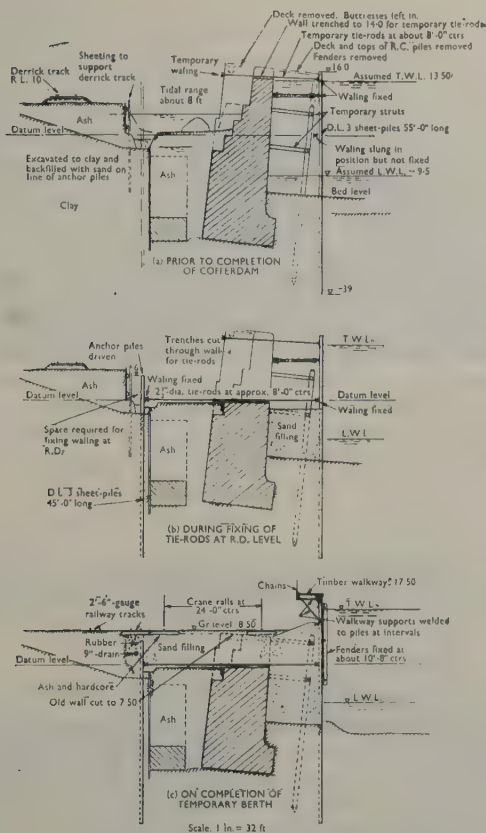 Deck removed. Buttresses left in.
Wall trenched to 14·0 for temporary tie-rods
Temporary tie-rods at about 8'-0" ctrs
Deck and tops of R.C. piles removed
Fenders removed
16·0
Sheeting to
support
derrick track
Temporary
waling
Derrick track
R L. 10
Tidal range
about 8 ft
Assumed T.W.L. 13 50
Waling fixed
Temporary struts
D.L. 3 sheet-piles 55'-0" long
Waling slung in
position but not fixed
Assumed L.W.L. -9·5
Bed level
Ash
Datum level
Excavated to clay and
backfilled with sand on
line of anchor piles
Ash
Clay
(a) PRIOR TO COMPLETION
OF COFFERDAM
-39
Anchor piles
driven
Trenches cut
through wall
for tie-rods
T W L.
Ash
Waling fixed
Datum level
-dia. tie-rods at approx. 8'-0" ctrs
Datum level
Waling fixed
Space required for
fixing waling at
R.D.
Ash
Sand
filling
L.W.L
sheet-piles
45'-0" long
(b) DURING FIXING OF
TIE-RODS AT R.D. LEVEL
Chains
Timber walkway 17 50
2'-6"-gauge
railway tracks
Crane rails at
24 -0" ctrs
Gr level 8 50
W L.
Walkway supports welded
to piles at intervals
Rubber
9"-drain
Sand filling
Datum level
Fenders fixed at
about 10'-8" ctrs
Ash and hardcore
Old wall cut to 7 50
L W L.
Ash
(c) ON COMPLETION OF
TEMPORARY BERTH
Scale. 1 In. = 32 ft